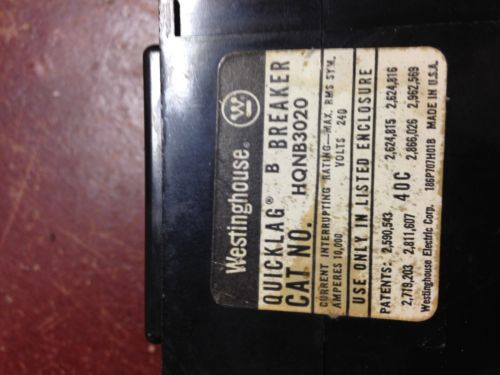 W
Westinghouse®
QUICKLAG® B BREAKER
CAT NO. HQNB3020
CURRENT INTERRUPTING RATING—MAX. RMS SYM.
AMPERES 10,000 VOLTS 240
USE ONLY IN LISTED ENCLOSURE
PATENTS: 2,590,543 2,624,815 2,624,816
2,719,203 2,811,607 2,866,026 2,962,569
40C
Westinghouse Electric Corp. 186P707H01B MADE IN U.S.A.